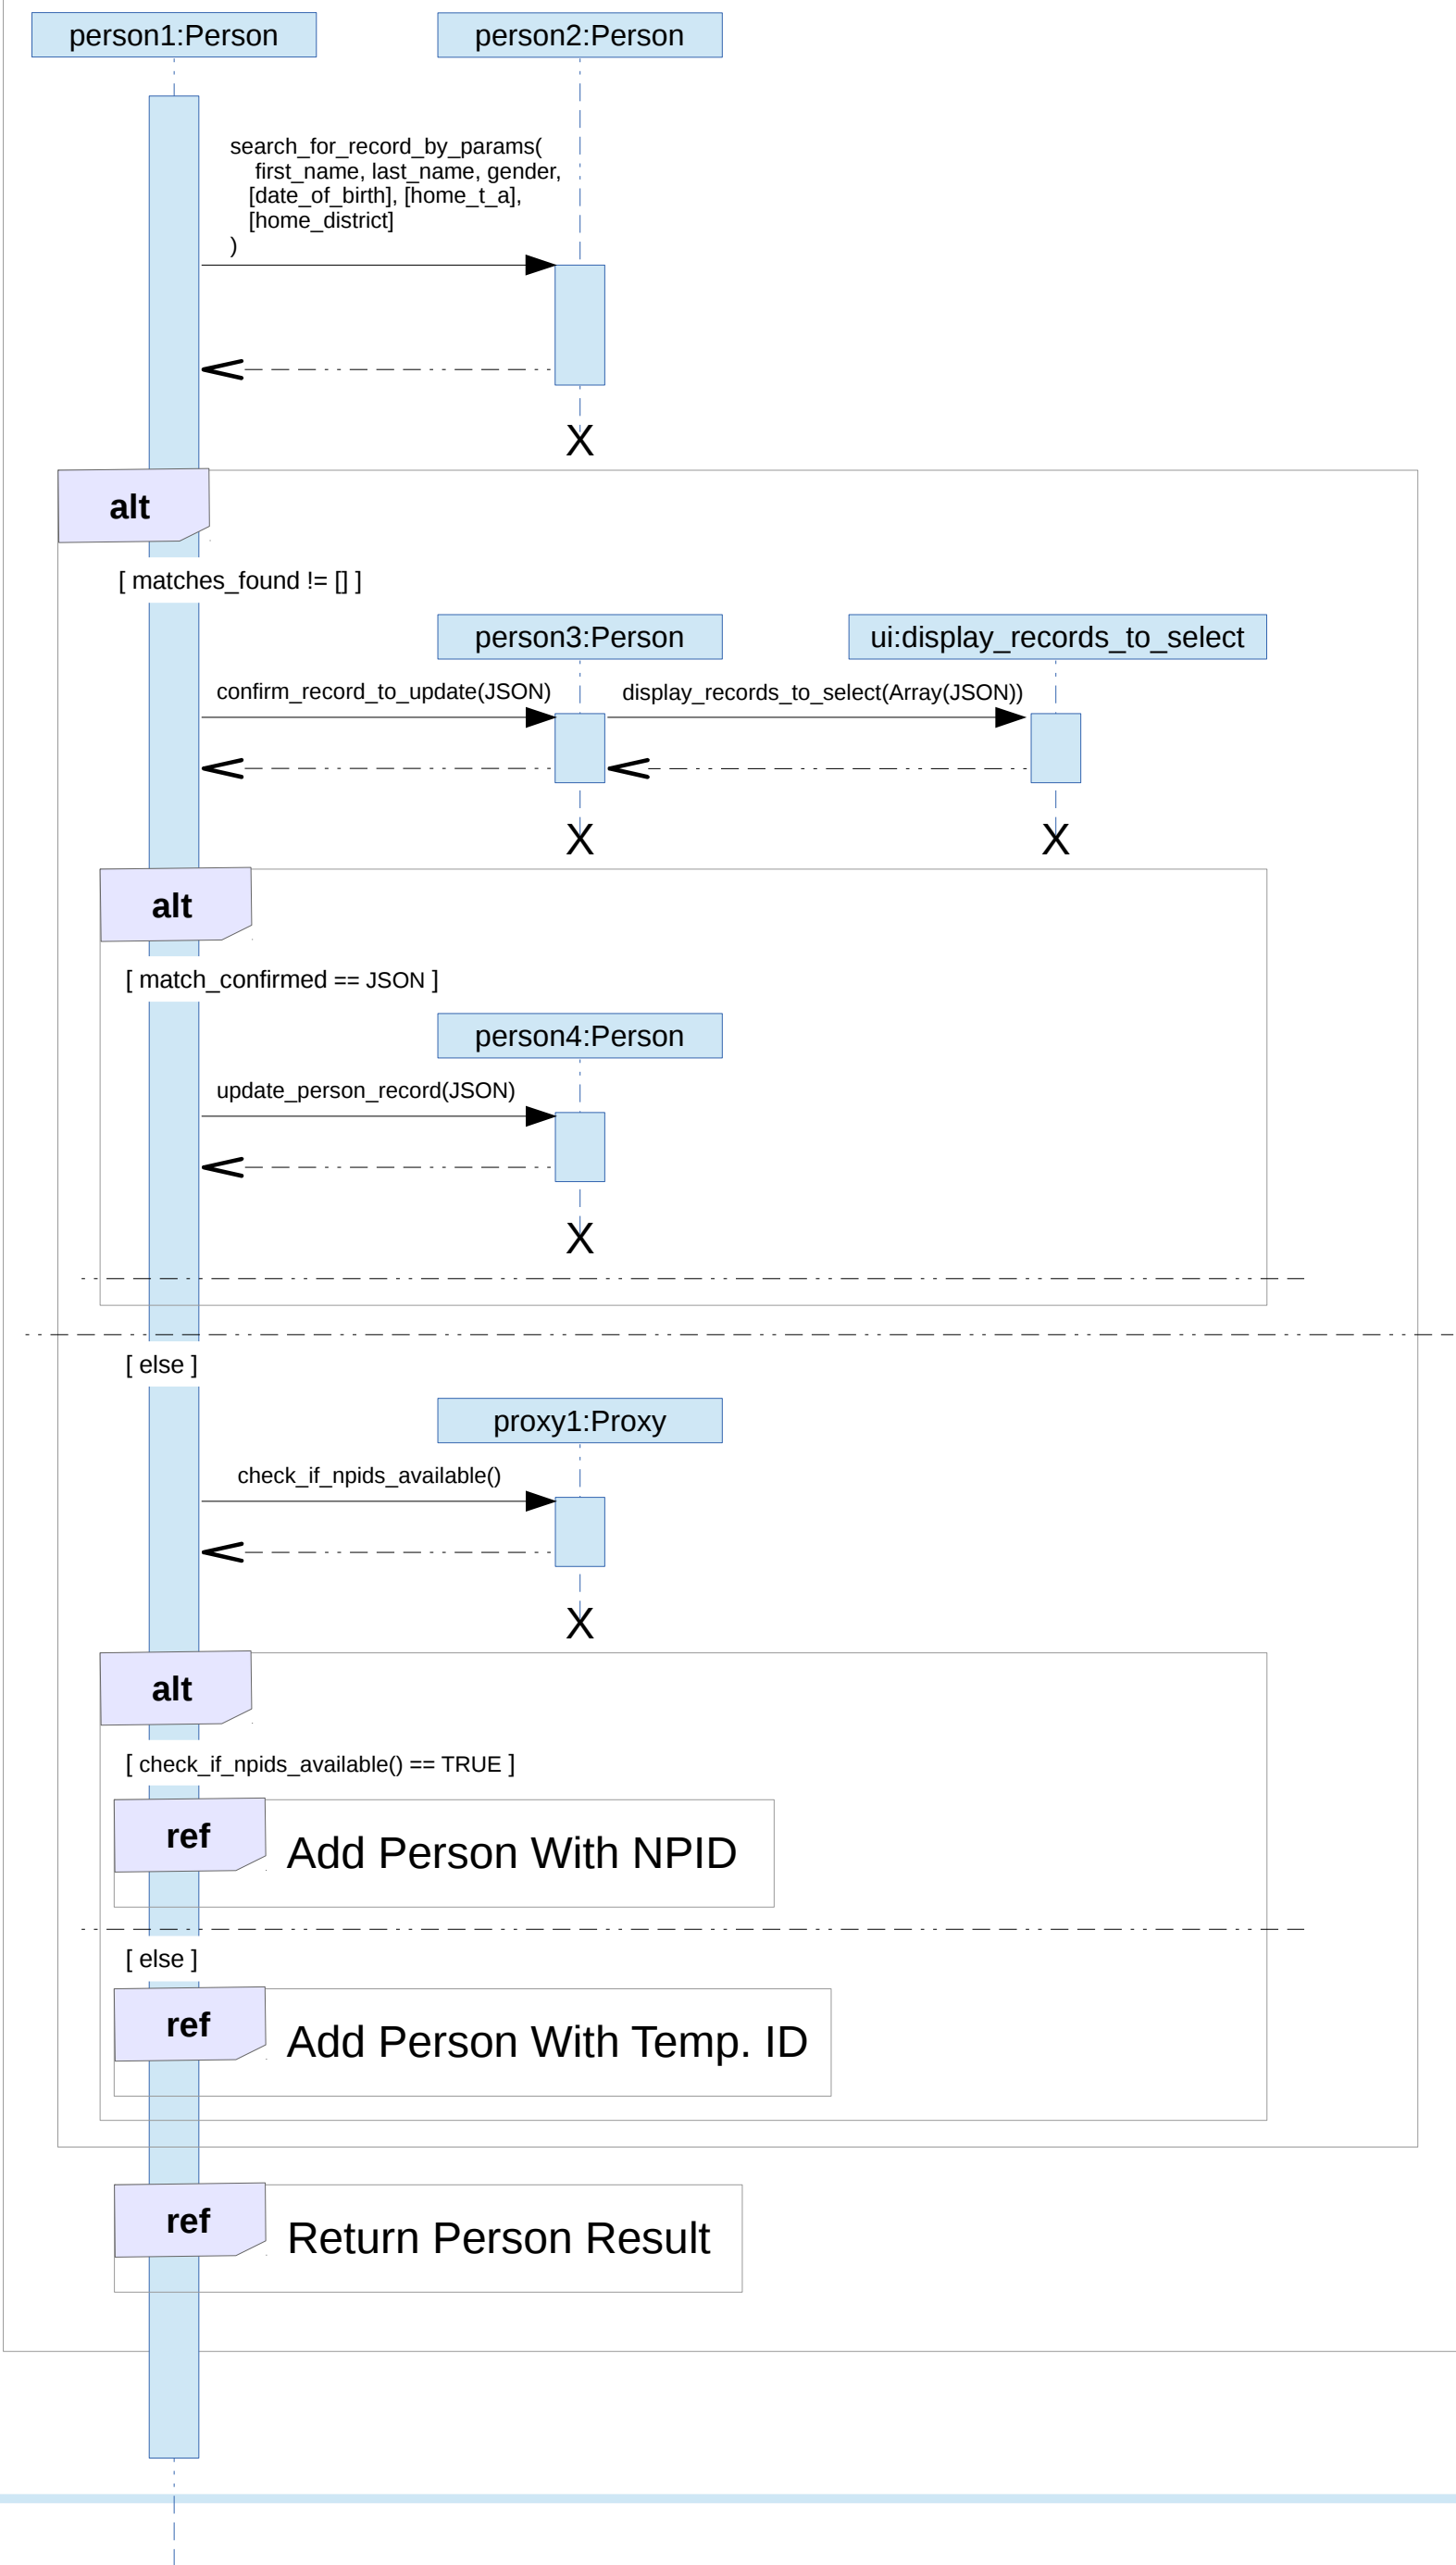 person1:Person
person2:Person
search_for_record_by_params(
first_name, last_name, gender,
[date_of_birth], [home_t_a],
[home_district]
)
X
alt
[ matches_found != [] ]
person3:Person
ui:display_records_to_select
confirm_record_to_update(JSON)
display_records_to_select(Array(JSON))
X
X
alt
[ match_confirmed == JSON ]
person4:Person
update_person_record(JSON)
X
[ else ]
proxy1:Proxy
check_if_npids_available()
X
alt
[ check_if_npids_available() == TRUE ]
ref
Add Person With NPID
[ else ]
ref
Add Person With Temp. ID
ref
Return Person Result